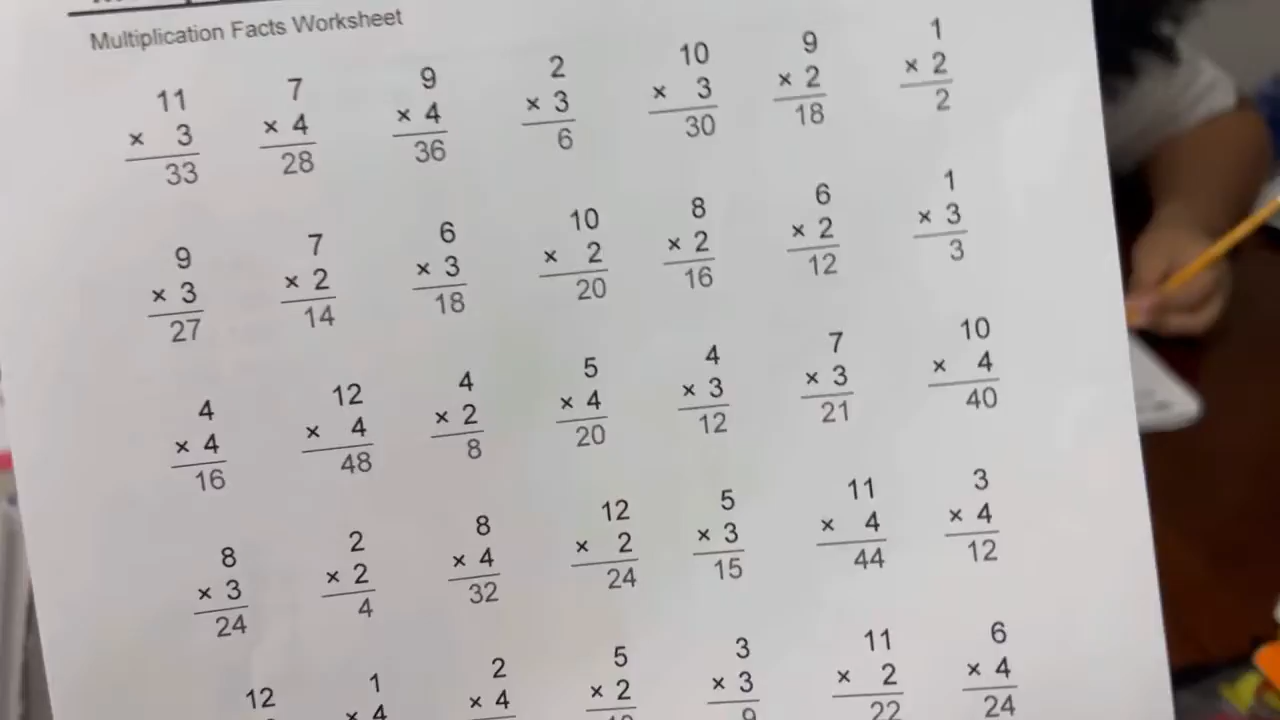 Multiplication Facts Worksheet
11 7 9 2 10 9 1
× 3 × 4 × 4 × 3 × 3 × 2 × 2
33 28 36 6 30 18 2
9 7 6 10 8 6 1
× 3 × 2 × 3 × 2 × 2 × 2 × 3
27 14 18 20 16 12 3
4 12 4 5 4 7 10
× 4 × 4 × 2 × 4 × 3 × 3 × 4
16 48 8 20 12 21 40
8 2 8 12 5 11 3
× 3 × 2 × 4 × 2 × 3 × 4 × 4
24 4 32 24 15 44 12
12 1 2 5 3 11 6
× 4 × 4 × 2 × 3 × 2 × 4
9 22 24